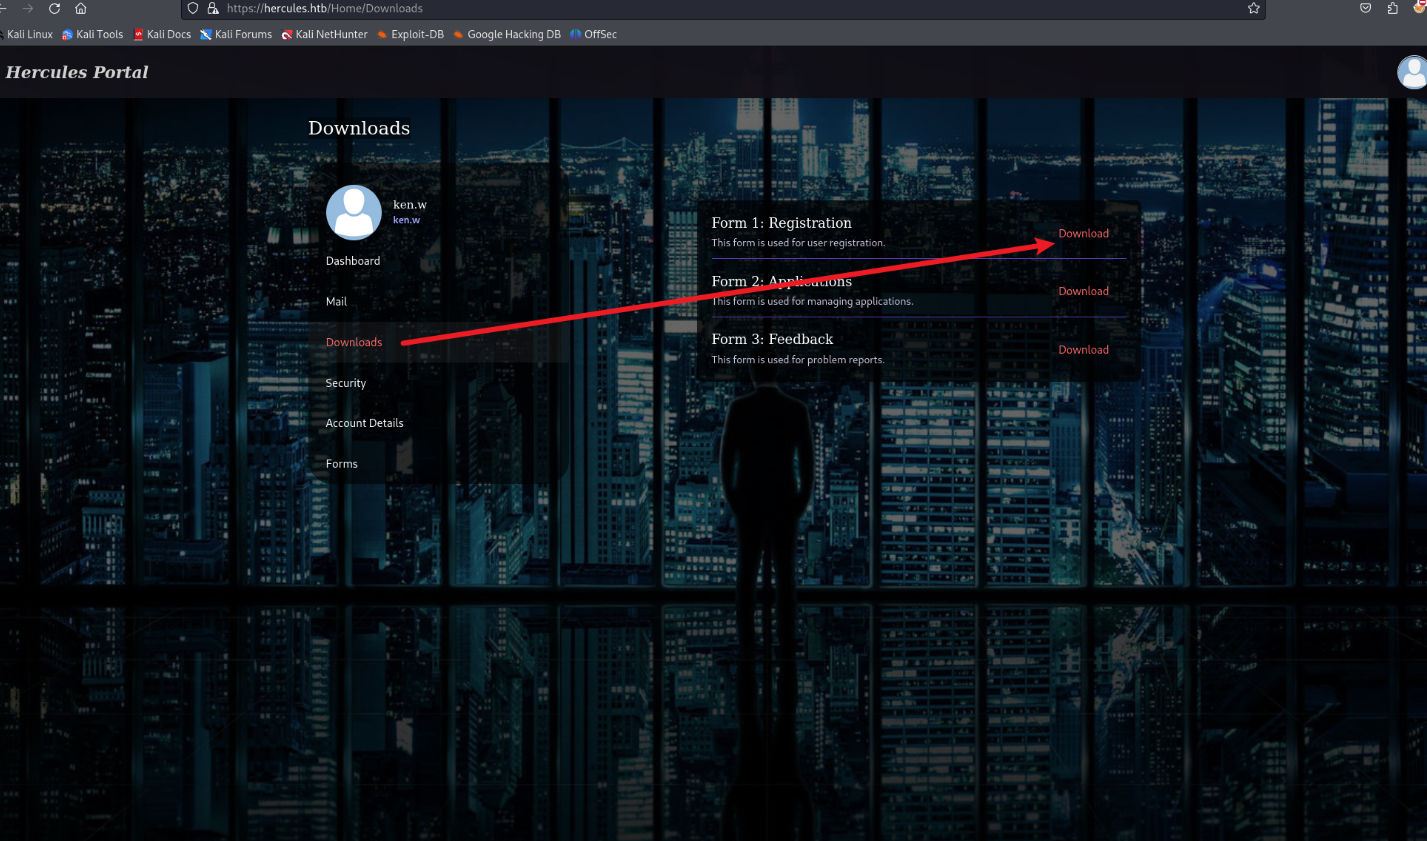 https://hercules.htb/Home/Downloads
Kali Linux Kali Tools Kali Docs Kali Forums Kali NetHunter Exploit-DB Google Hacking DB OffSec
Hercules Portal
Downloads
ken.w
ken.w
Dashboard
Mail
Downloads
Security
Account Details
Forms
Form 1: Registration
This form is used for user registration.
Download
Form 2: Applications
This form is used for managing applications.
Download
Form 3: Feedback
This form is used for problem reports.
Download